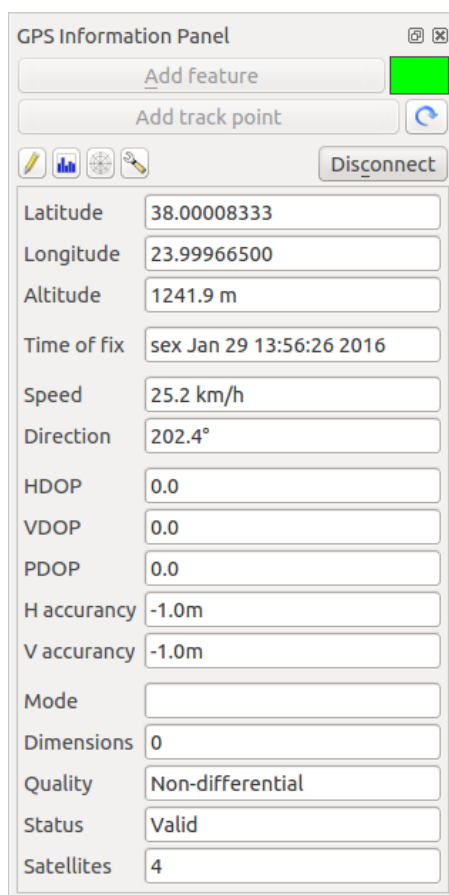 GPS Information Panel
Add feature
Add track point
Disconnect
Latitude 38.00008333
Longitude 23.99966500
Altitude 1241.9 m
Time of fix sex Jan 29 13:56:26 2016
Speed 25.2 km/h
Direction 202.4°
HDOP 0.0
VDOP 0.0
PDOP 0.0
H accurancy -1.0m
V accurancy -1.0m
Mode
Dimensions 0
Quality Non-differential
Status Valid
Satellites 4